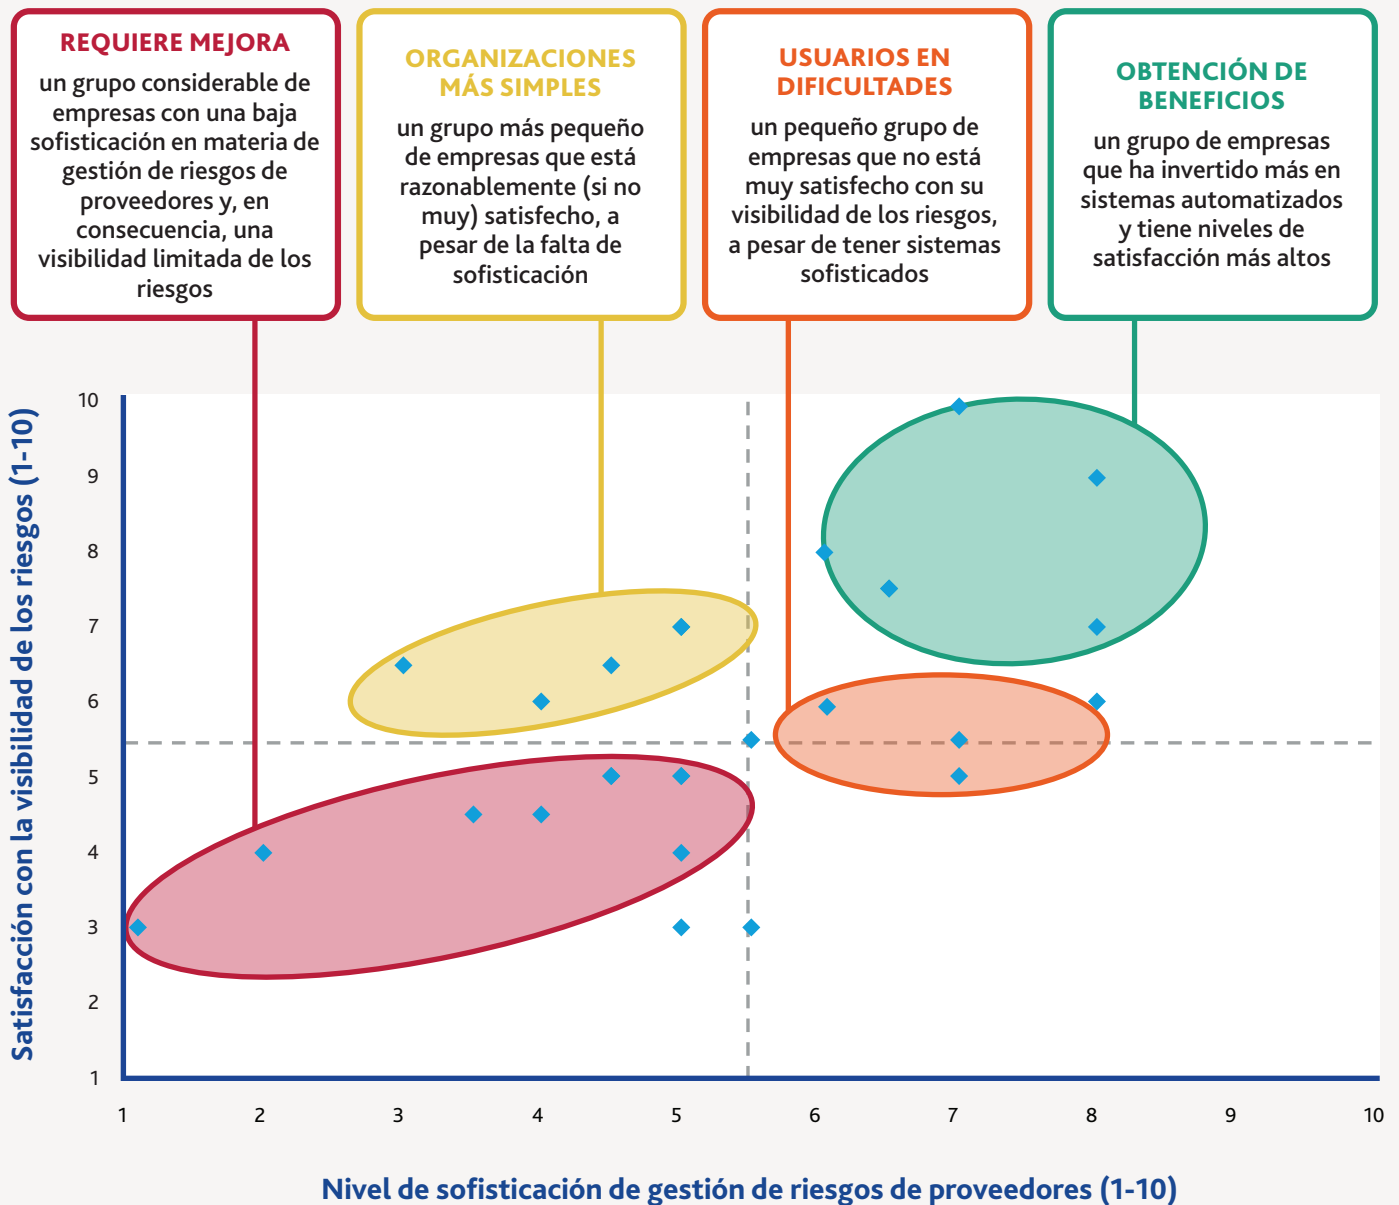 REQUIERE MEJORA
un grupo considerable de
empresas con una baja
sofisticación en materia de
gestión de riesgos de
proveedores y, en
consecuencia, una
visibilidad limitada de los
riesgos
ORGANIZACIONES
MÁS SIMPLES
un grupo más pequeño
de empresas que está
razonablemente (si no
muy) satisfecho, a
pesar de la falta de
sofisticación
USUARIOS EN
DIFICULTADES
un pequeño grupo de
empresas que no está
muy satisfecho con su
visibilidad de los riesgos,
a pesar de tener sistemas
sofisticados
OBTENCIÓN DE
BENEFICIOS
un grupo de empresas
que ha invertido más en
sistemas automatizados
y tiene niveles de
satisfacción más altos
Satisfacción con la visibilidad de los riesgos (1-10)
10
9
8
7
6
5
4
3
2
1
1 2 3 4 5 6 7 8 9 10
Nivel de sofisticación de gestión de riesgos de proveedores (1-10)